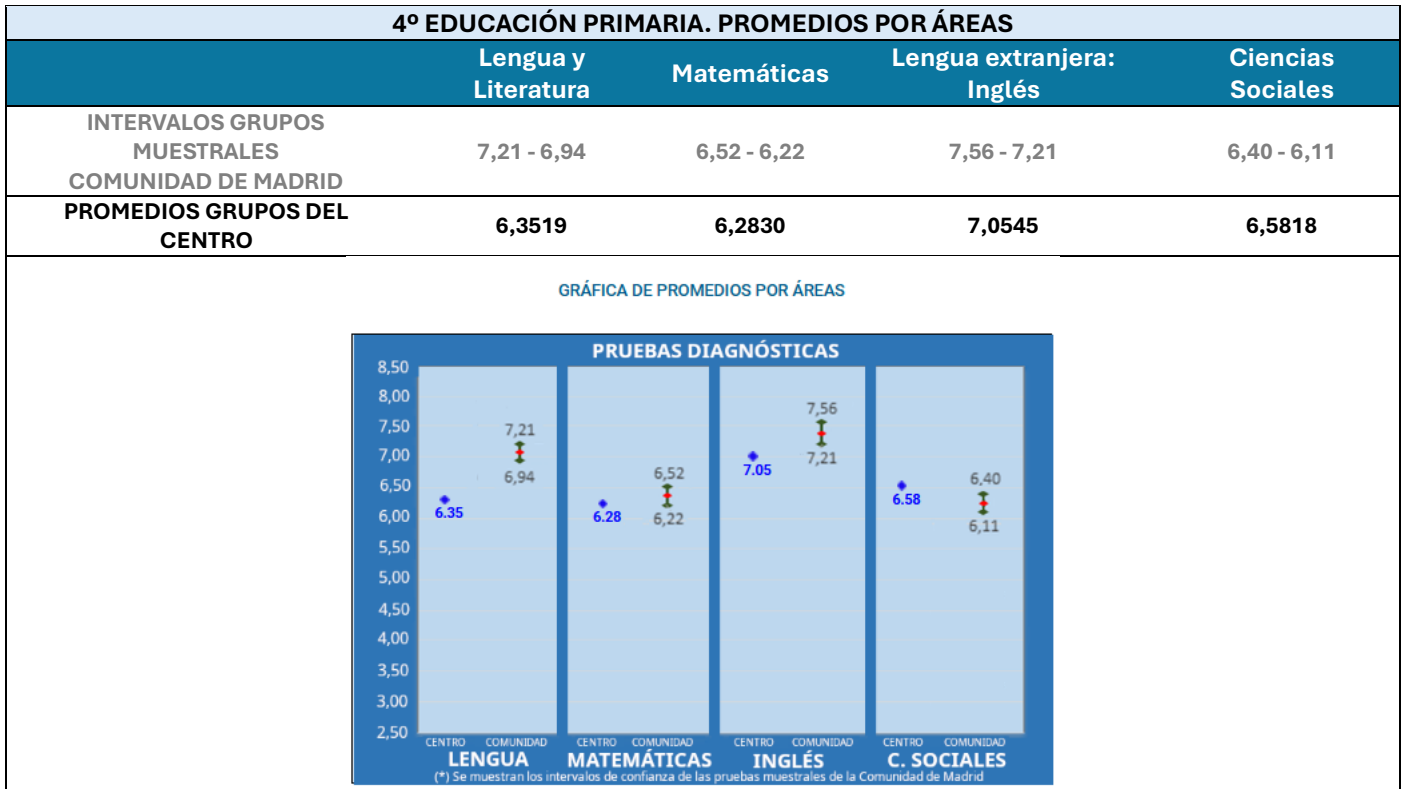 4º EDUCACIÓN PRIMARIA. PROMEDIOS POR ÁREAS
Lengua y Literatura Matemáticas Lengua extranjera: Inglés Ciencias Sociales
INTERVALOS GRUPOS MUESTRALES COMUNIDAD DE MADRID 7,21 - 6,94 6,52 - 6,22 7,56 - 7,21 6,40 - 6,11
PROMEDIOS GRUPOS DEL CENTRO 6,3519 6,2830 7,0545 6,5818
GRÁFICA DE PROMEDIOS POR ÁREAS
PRUEBAS DIAGNÓSTICAS
8,50
8,00
7,50
7,00
6,50
6,00
5,50
5,00
4,50
4,00
3,50
3,00
2,50
6.35
7,21
6,94
6.28
6,52
6,22
7.05
7,56
7,21
6.58
6,40
6,11
CENTRO COMUNIDAD CENTRO COMUNIDAD CENTRO COMUNIDAD CENTRO COMUNIDAD
LENGUA MATEMÁTICAS INGLÉS C. SOCIALES
(*) Se muestran los intervalos de confianza de las pruebas muestrales de la Comunidad de Madrid